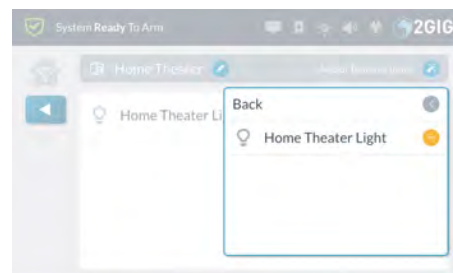 System Ready To Arm
2GIG
Home Theater
Back
Home Theater Li
Home Theater Light